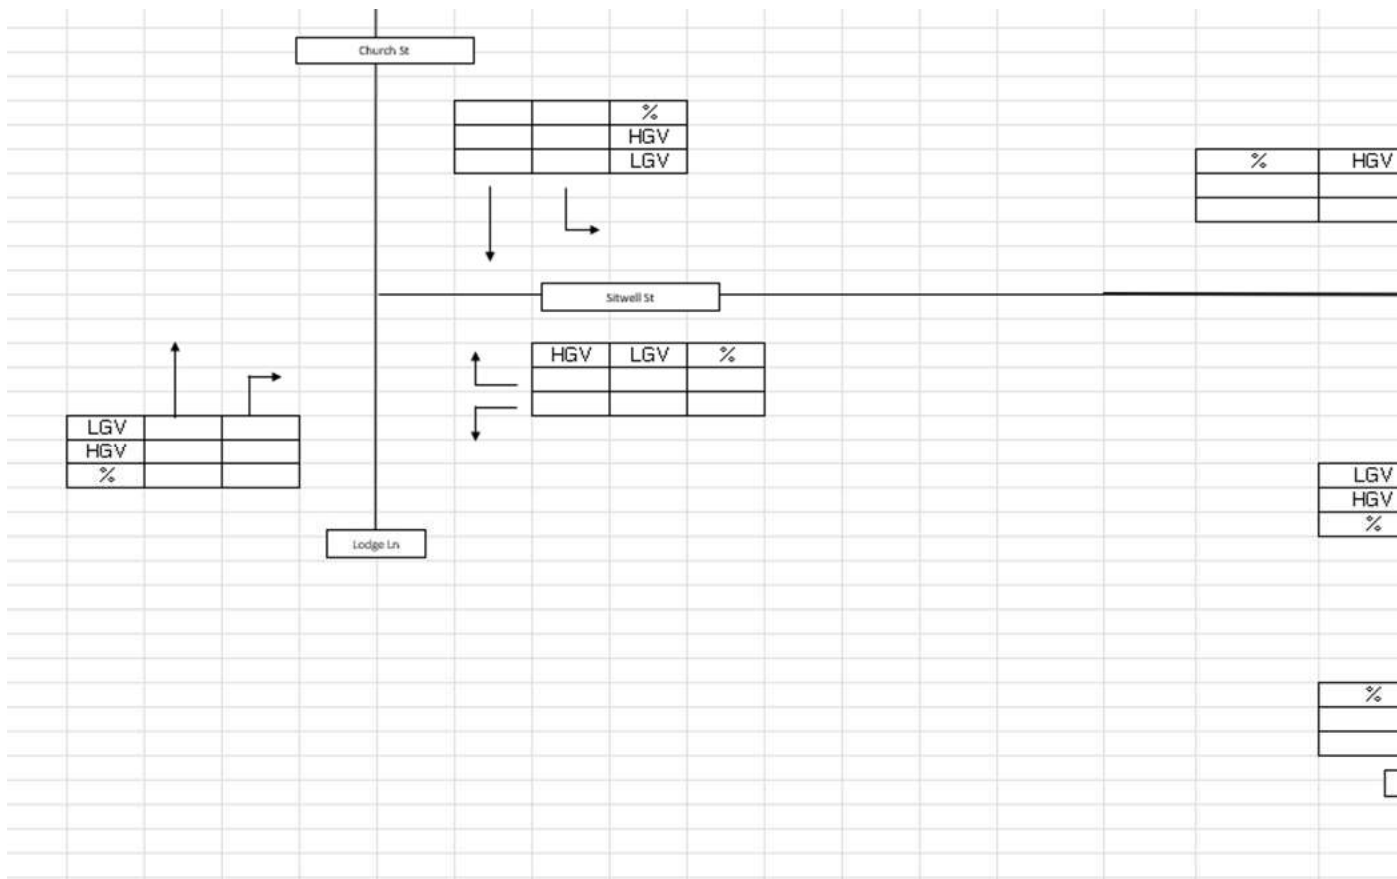 Church St
%
HGV
LGV
% HGV
Sitwell St
HGV LGV %
LGV
HGV
%
LGV
HGV
%
Lodge Ln
%